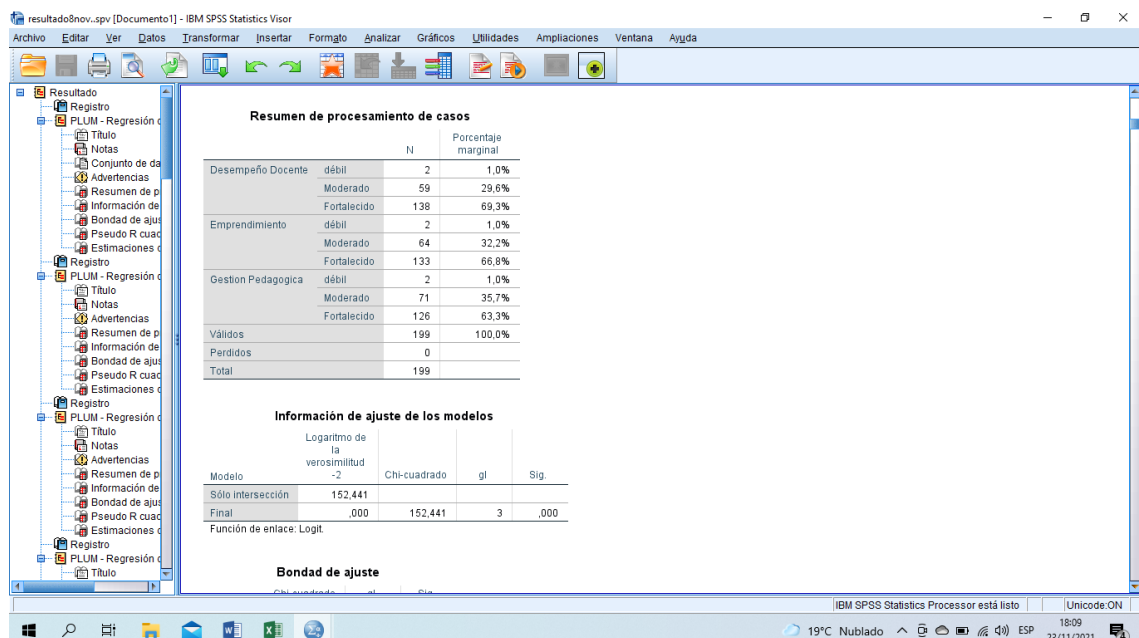 resultado8nov..spv [Documento1] - IBM SPSS Statistics Visor
Archivo Editar Ver Datos Transformar Insertar Formato Analizar Gráficos Utilidades Ampliaciones Ventana Ayuda
Resultado
Registro
PLUM - Regresión
Título
Notas
Conjunto de da
Advertencias
Resumen de p
Información de
Bondad de ajus
Pseudo R cuad
Estimaciones
Registro
PLUM - Regresión
Título
Notas
Advertencias
Resumen de p
Información de
Bondad de ajus
Pseudo R cuad
Estimaciones
Registro
PLUM - Regresión
Título
Notas
Advertencias
Resumen de p
Información de
Bondad de ajus
Pseudo R cuad
Estimaciones
Registro
PLUM - Regresión
Título
Resumen de procesamiento de casos
N Porcentaje marginal
Desempeño Docente débil 2 1,0%
Moderado 59 29,6%
Fortalecido 138 69,3%
Emprendimiento débil 2 1,0%
Moderado 64 32,2%
Fortalecido 133 66,8%
Gestion Pedagogica débil 2 1,0%
Moderado 71 35,7%
Fortalecido 126 63,3%
Válidos 199 100,0%
Perdidos 0
Total 199
Información de ajuste de los modelos
Modelo Logaritmo de la verosimilitud -2 Chi-cuadrado gl Sig.
Sólo intersección 152,441
Final ,000 152,441 3 ,000
Función de enlace: Logit.
Bondad de ajuste
Chi-cuadrado gl Sig.
IBM SPSS Statistics Processor está listo Unicode:ON
19°C Nublado ESP 18:09
23/11/2021